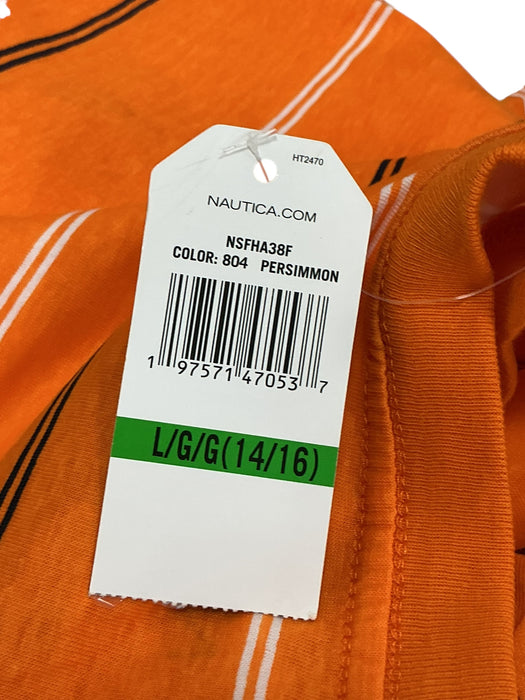 HT2470
NAUTICA.COM
NSFHA38F
COLOR: 804 PERSIMMON
1 97571 47053 7
L/G/G(14/16)